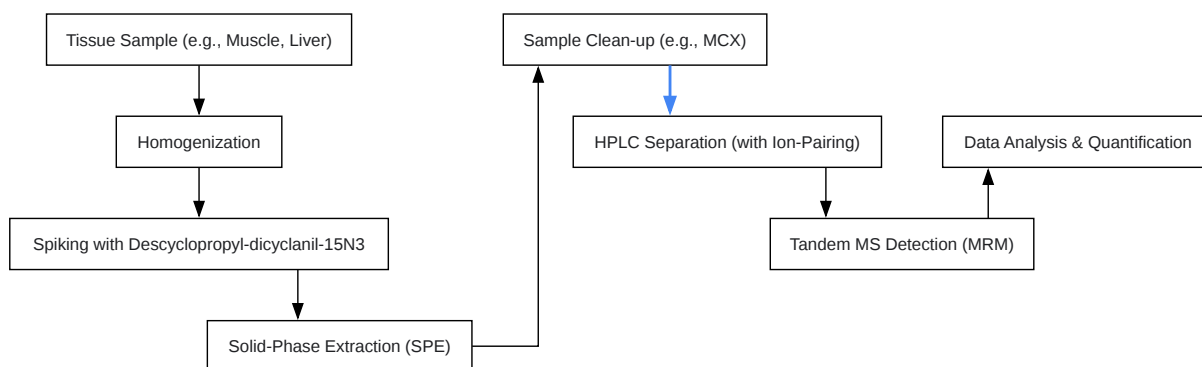 Tissue Sample (e.g., Muscle, Liver)
Homogenization
Spiking with Descyclopropyl-dicyclanil-15N3
Solid-Phase Extraction (SPE)
Sample Clean-up (e.g., MCX)
HPLC Separation (with Ion-Pairing)
Tandem MS Detection (MRM)
Data Analysis & Quantification